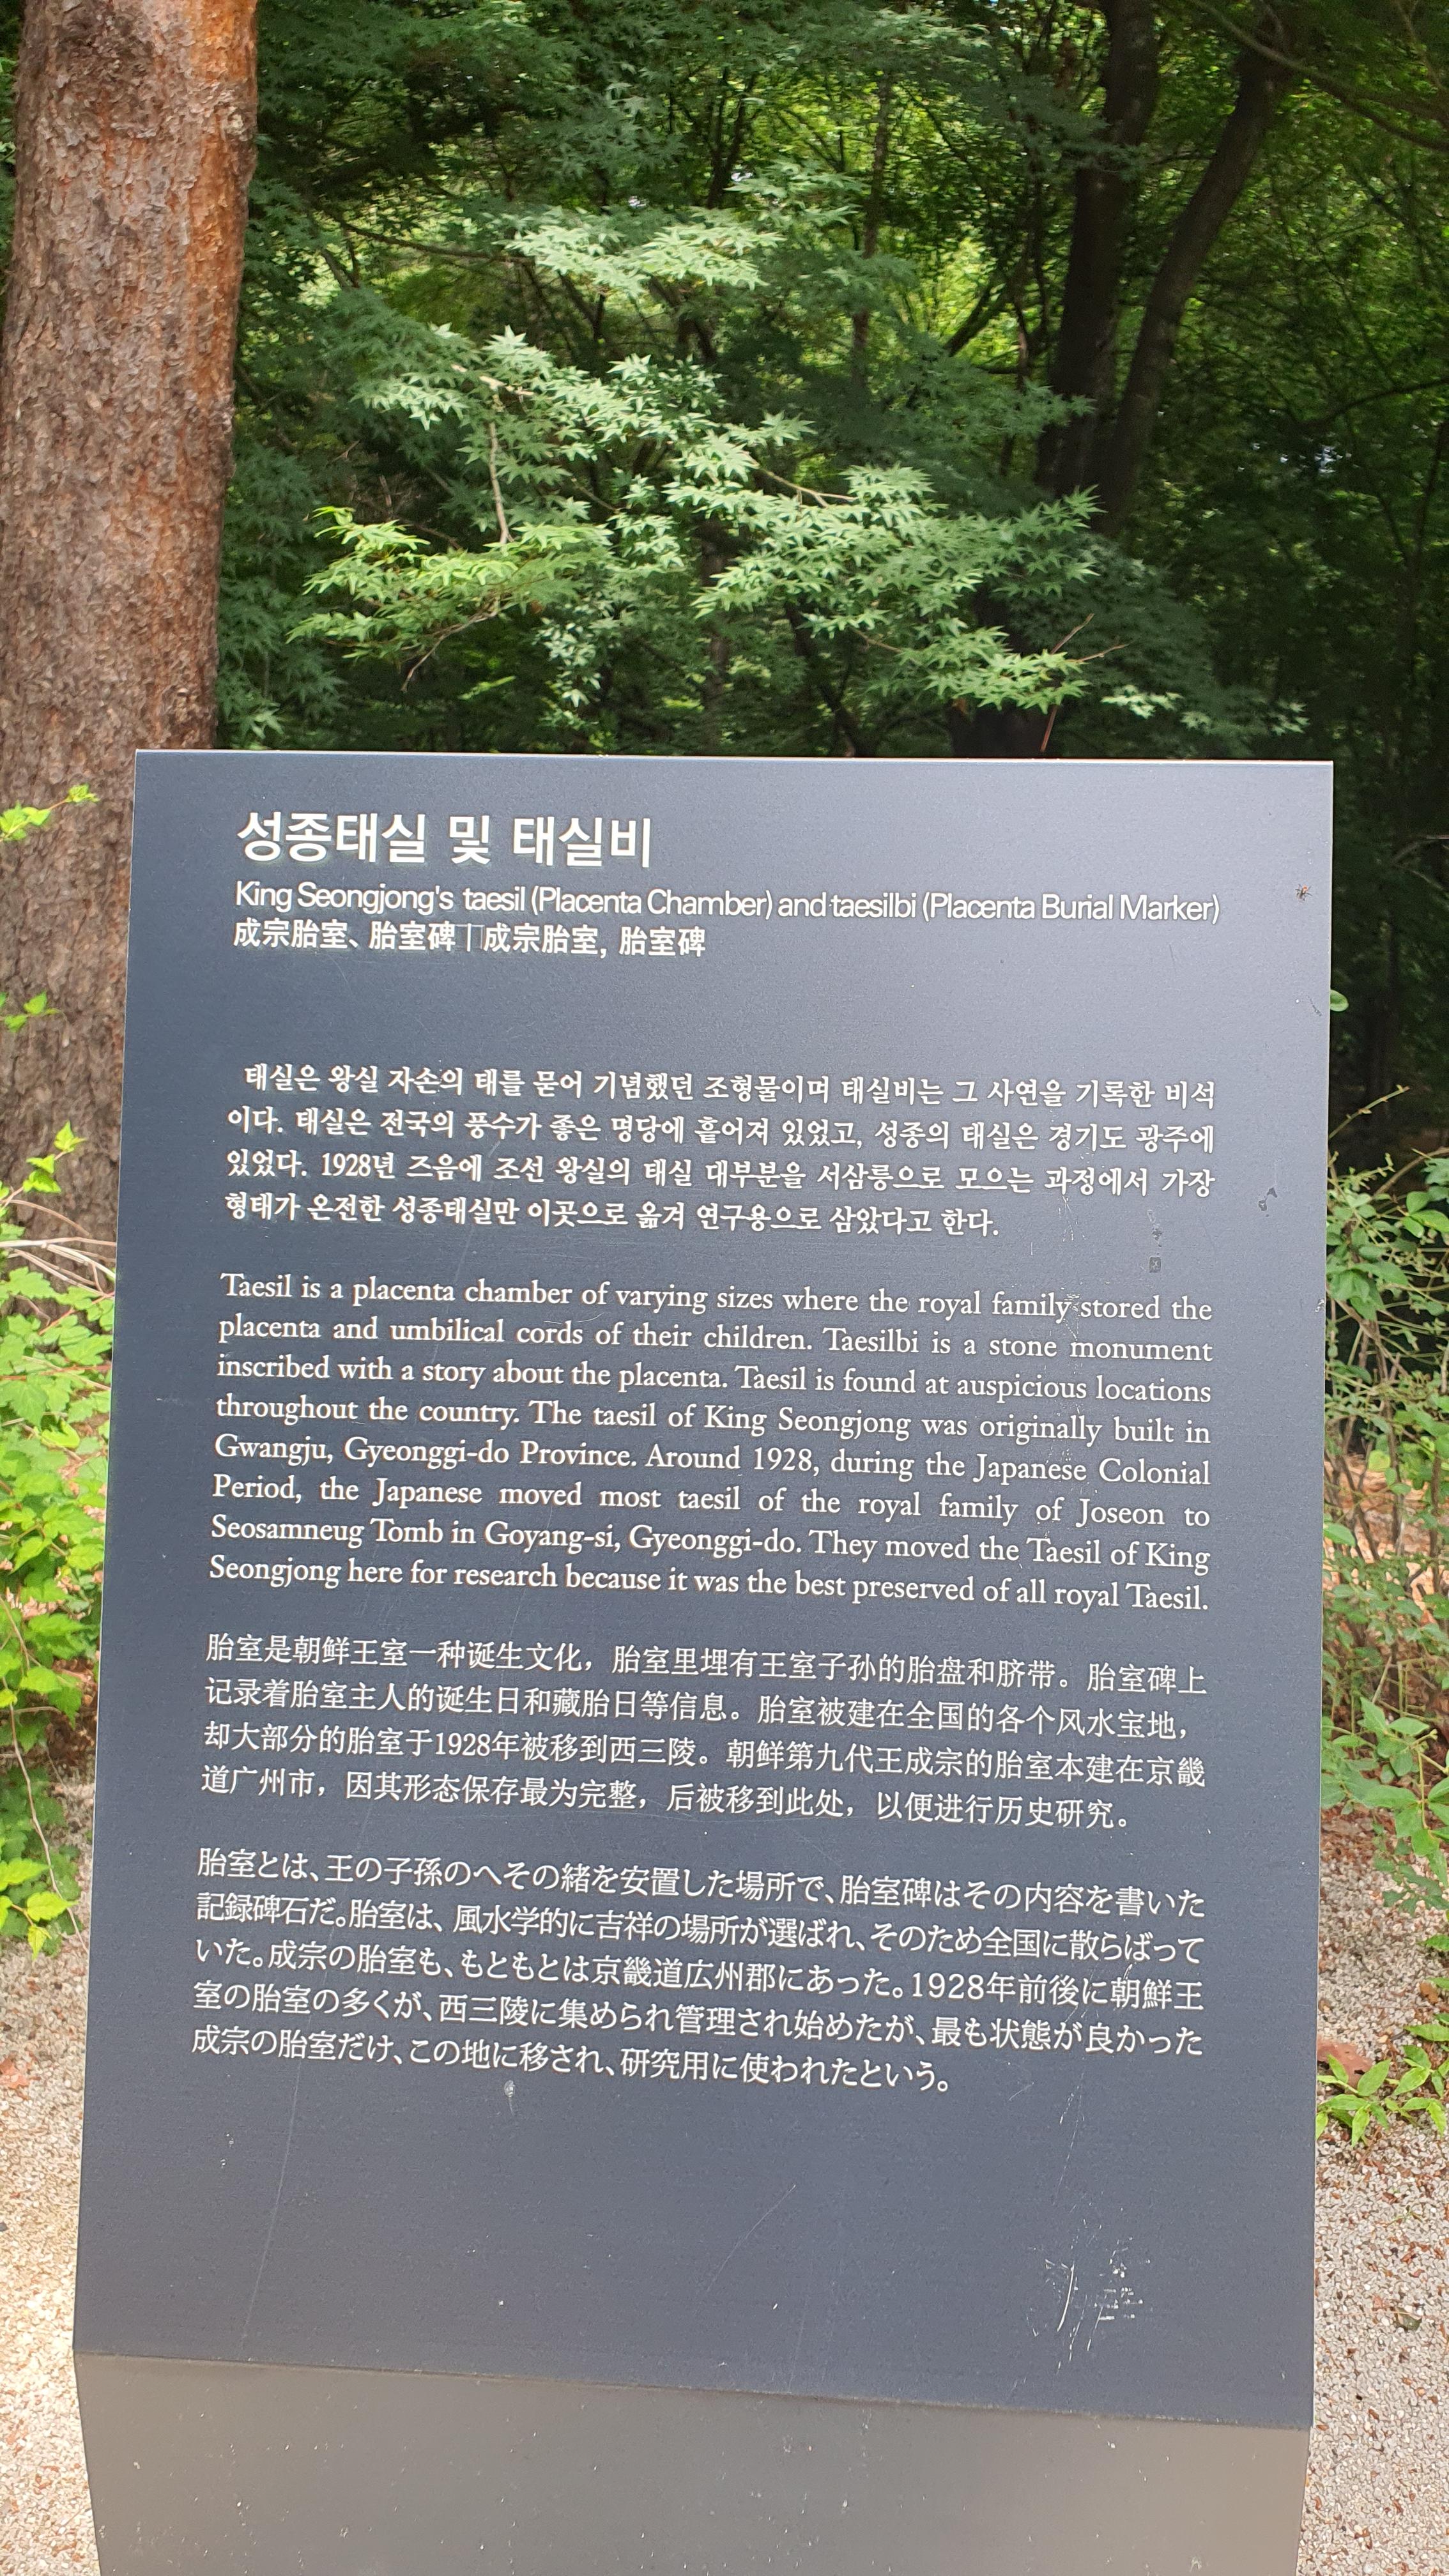 성종태실 및 태실비
King Seongjong's taesil (Placenta Chamber) and taesilbi (Placenta Burial Marker)
成宗胎室、胎室碑 | 成宗胎室, 胎室碑
태실은 왕실 자손의 태를 묻어 기념했던 조형물이며 태실비는 그 사연을 기록한 비석
이다. 태실은 전국의 풍수가 좋은 명당에 흩어져 있었고, 성종의 태실은 경기도 광주에
있었다. 1928년 즈음에 조선 왕실의 태실 대부분을 서삼릉으로 모으는 과정에서 가장
형태가 온전한 성종태실만 이곳으로 옮겨 연구용으로 삼았다고 한다.
Taesil is a placenta chamber of varying sizes where the royal family stored the
placenta and umbilical cords of their children. Taesilbi is a stone monument
inscribed with a story about the placenta. Taesil is found at auspicious locations
throughout the country. The taesil of King Seongjong was originally built in
Gwangju, Gyeonggi-do Province. Around 1928, during the Japanese Colonial
Period, the Japanese moved most taesil of the royal family of Joseon to
Seosamneug Tomb in Goyang-si, Gyeonggi-do. They moved the Taesil of King
Seongjong here for research because it was the best preserved of all royal Taesil.
胎室是朝鲜王室一种诞生文化，胎室里埋有王室子孙的胎盘和脐带。胎室碑上
记录着胎室主人的诞生日和藏胎日等信息。胎室被建在全国的各个风水宝地，
却大部分的胎室于1928年被移到西三陵。朝鲜第九代王成宗的胎室本建在京畿
道广州市，因其形态保存最为完整，后被移到此处，以便进行历史研究。
胎室とは、王の子孫のへその緒を安置した場所で、胎室碑はその内容を書いた
記録碑石だ。胎室は、風水学的に吉祥の場所が選ばれ、そのため全国に散らばって
いた。成宗の胎室も、もともとは京畿道広州郡にあった。1928年前後に朝鮮王
室の胎室の多くが、西三陵に集められ管理され始めたが、最も状態が良かった
成宗の胎室だけ、この地に移され、研究用に使われたという。